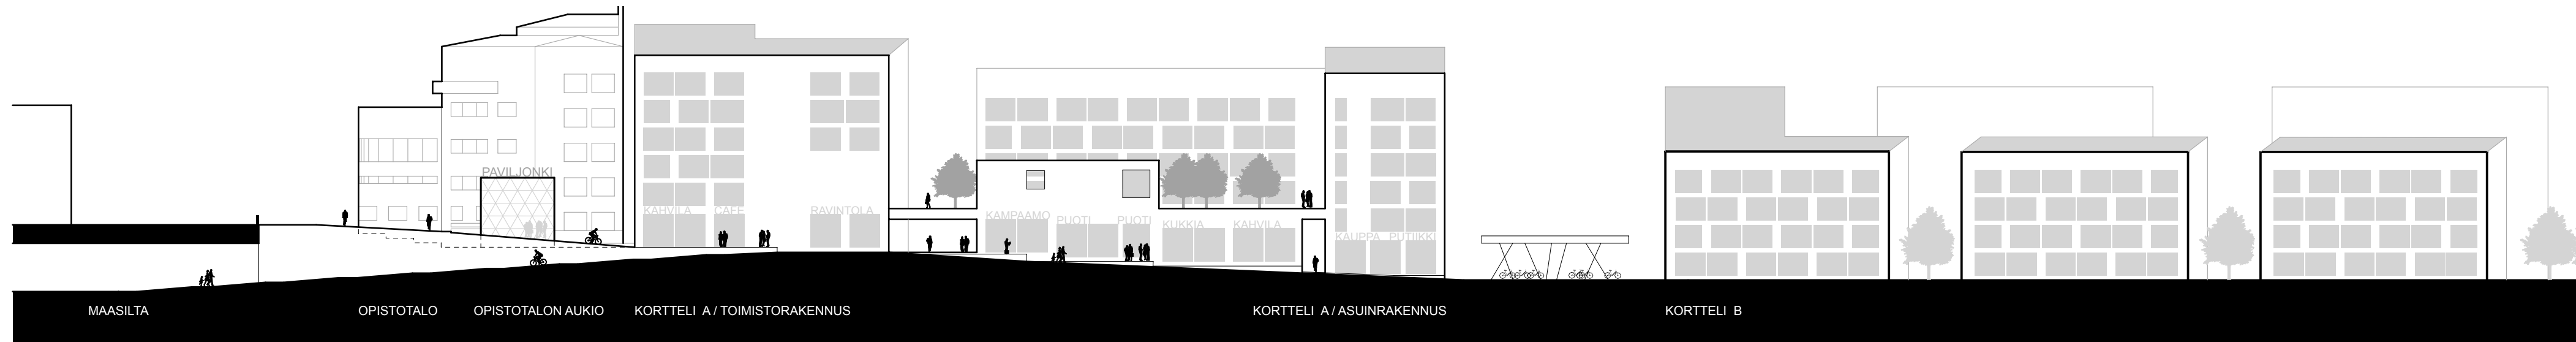 PAVILJONKI
KAHVILA
CAFE
RAVINTOLA
KAMPAAMO
PUOTI
PUOTI
KUKKIA
KAHVILA
KAUPPA
PUTIIKKI
MAASILTA
OPISTOTALO
OPISTOTALON AUKIO
KORTTELI A / TOIMISTORAKENNUS
KORTTELI A / ASUINRAKENNUS
KORTTELI B